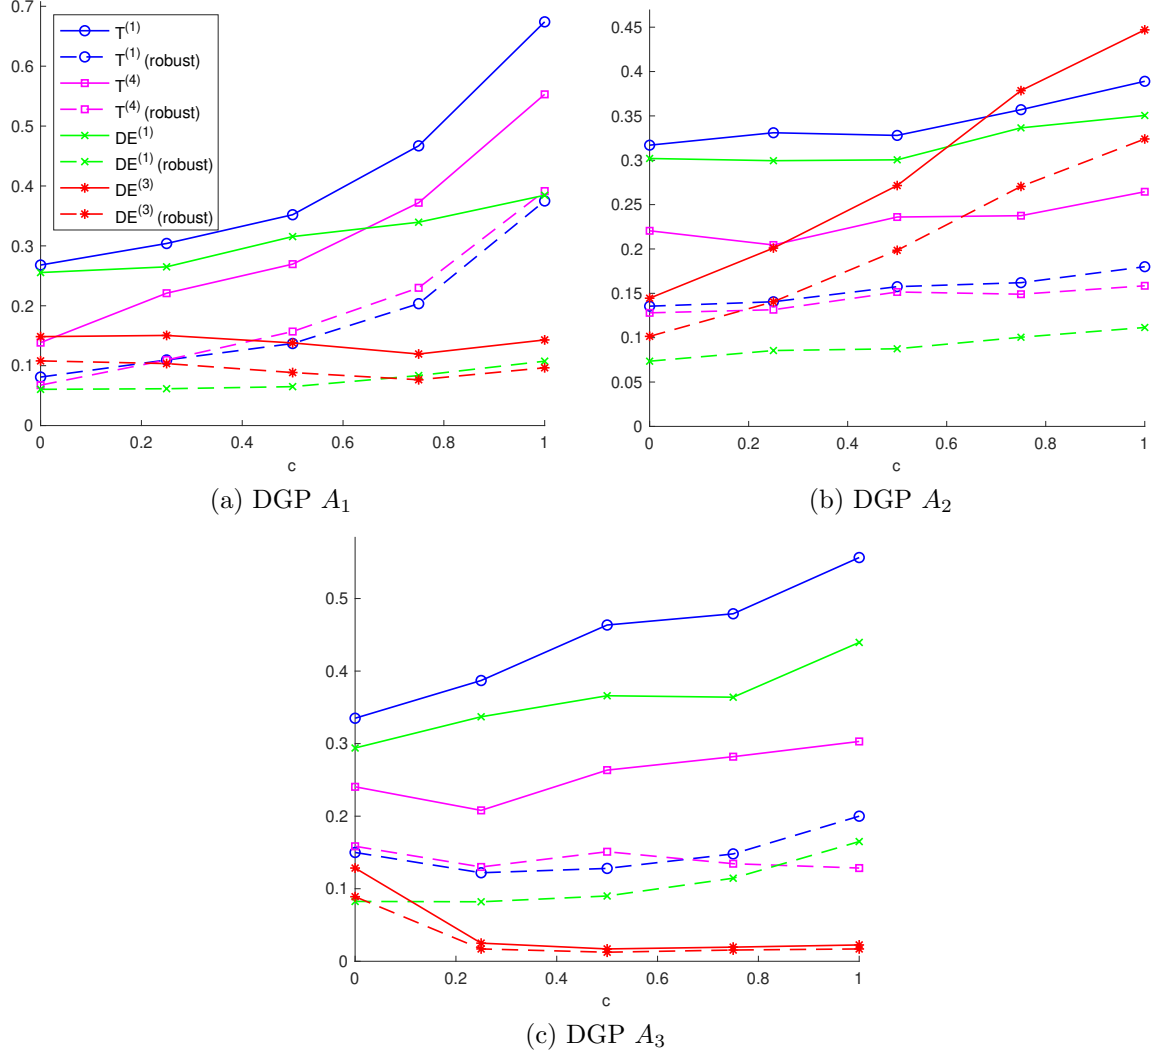 0.7
0.6
0.5
0.4
0.3
0.2
0.1
0
T(1)
T(1) (robust)
T(4)
T(4) (robust)
DE(1)
DE(1) (robust)
DE(3)
DE(3) (robust)
0 0.2 0.4 0.6 0.8 1
c
(a) DGP A1
0.45
0.4
0.35
0.3
0.25
0.2
0.15
0.1
0.05
0
0 0.2 0.4 0.6 0.8 1
c
(b) DGP A2
0.5
0.4
0.3
0.2
0.1
0
0 0.2 0.4 0.6 0.8 1
c
(c) DGP A3